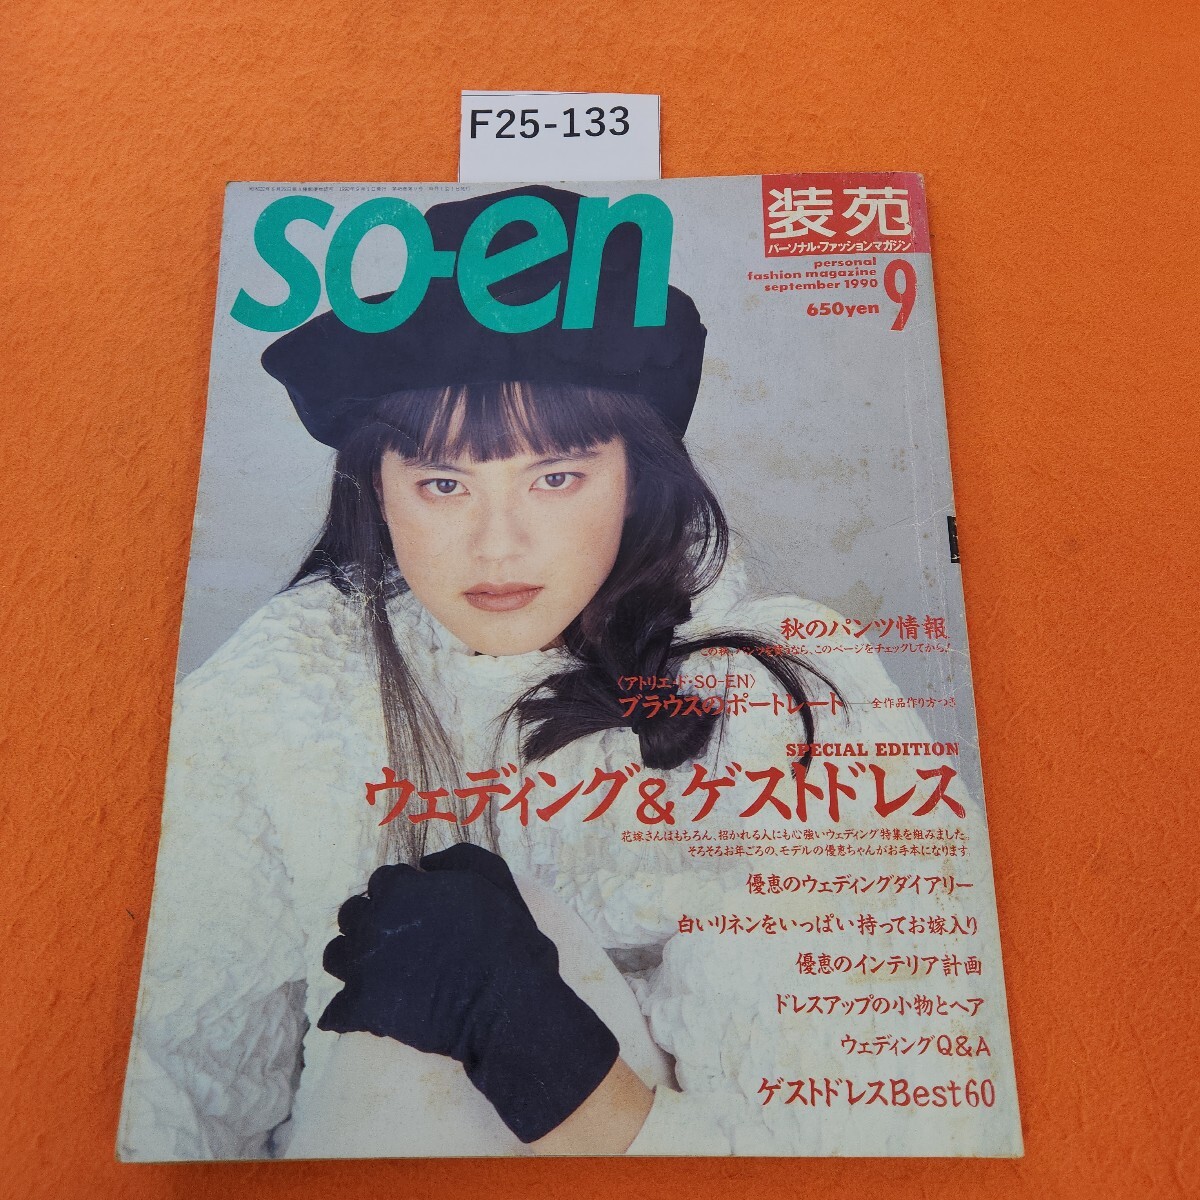 F25-133
so-en
装苑
パーソナル・ファッションマガジン
personal
fashion magazine
september 1990
9
650yen
秋のパンツ情報
この秋、パンツを買うなら、このページをチェックしてから!
〈アトリエ・ド・SO-EN〉
ブラウスのポートレート──全作品作り方つき
SPECIAL EDITION
ウェディング&ゲストドレス
花嫁さんはもちろん、招かれる人にも心強いウェディング特集を組みました。
そろそろお年ごろの、モデルの優恵ちゃんがお手本になります。
優恵のウェディングダイアリー
白いリネンをいっぱい持ってお嫁入り
優恵のインテリア計画
ドレスアップの小物とヘア
ウェディングQ&A
ゲストドレスBest60